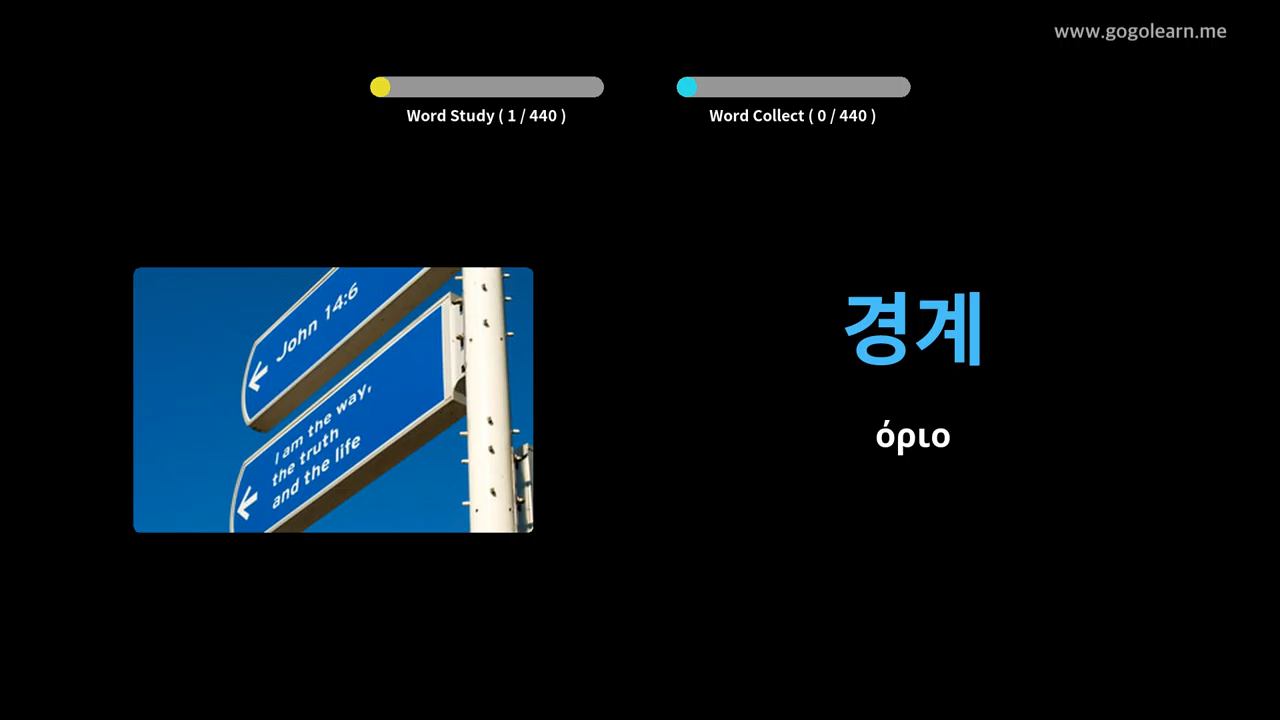 www.gogolearn.me
Word Study ( 1 / 440 )
Word Collect ( 0 / 440 )
John 14:6
I am the way,
the truth
and the life
경계
όριο